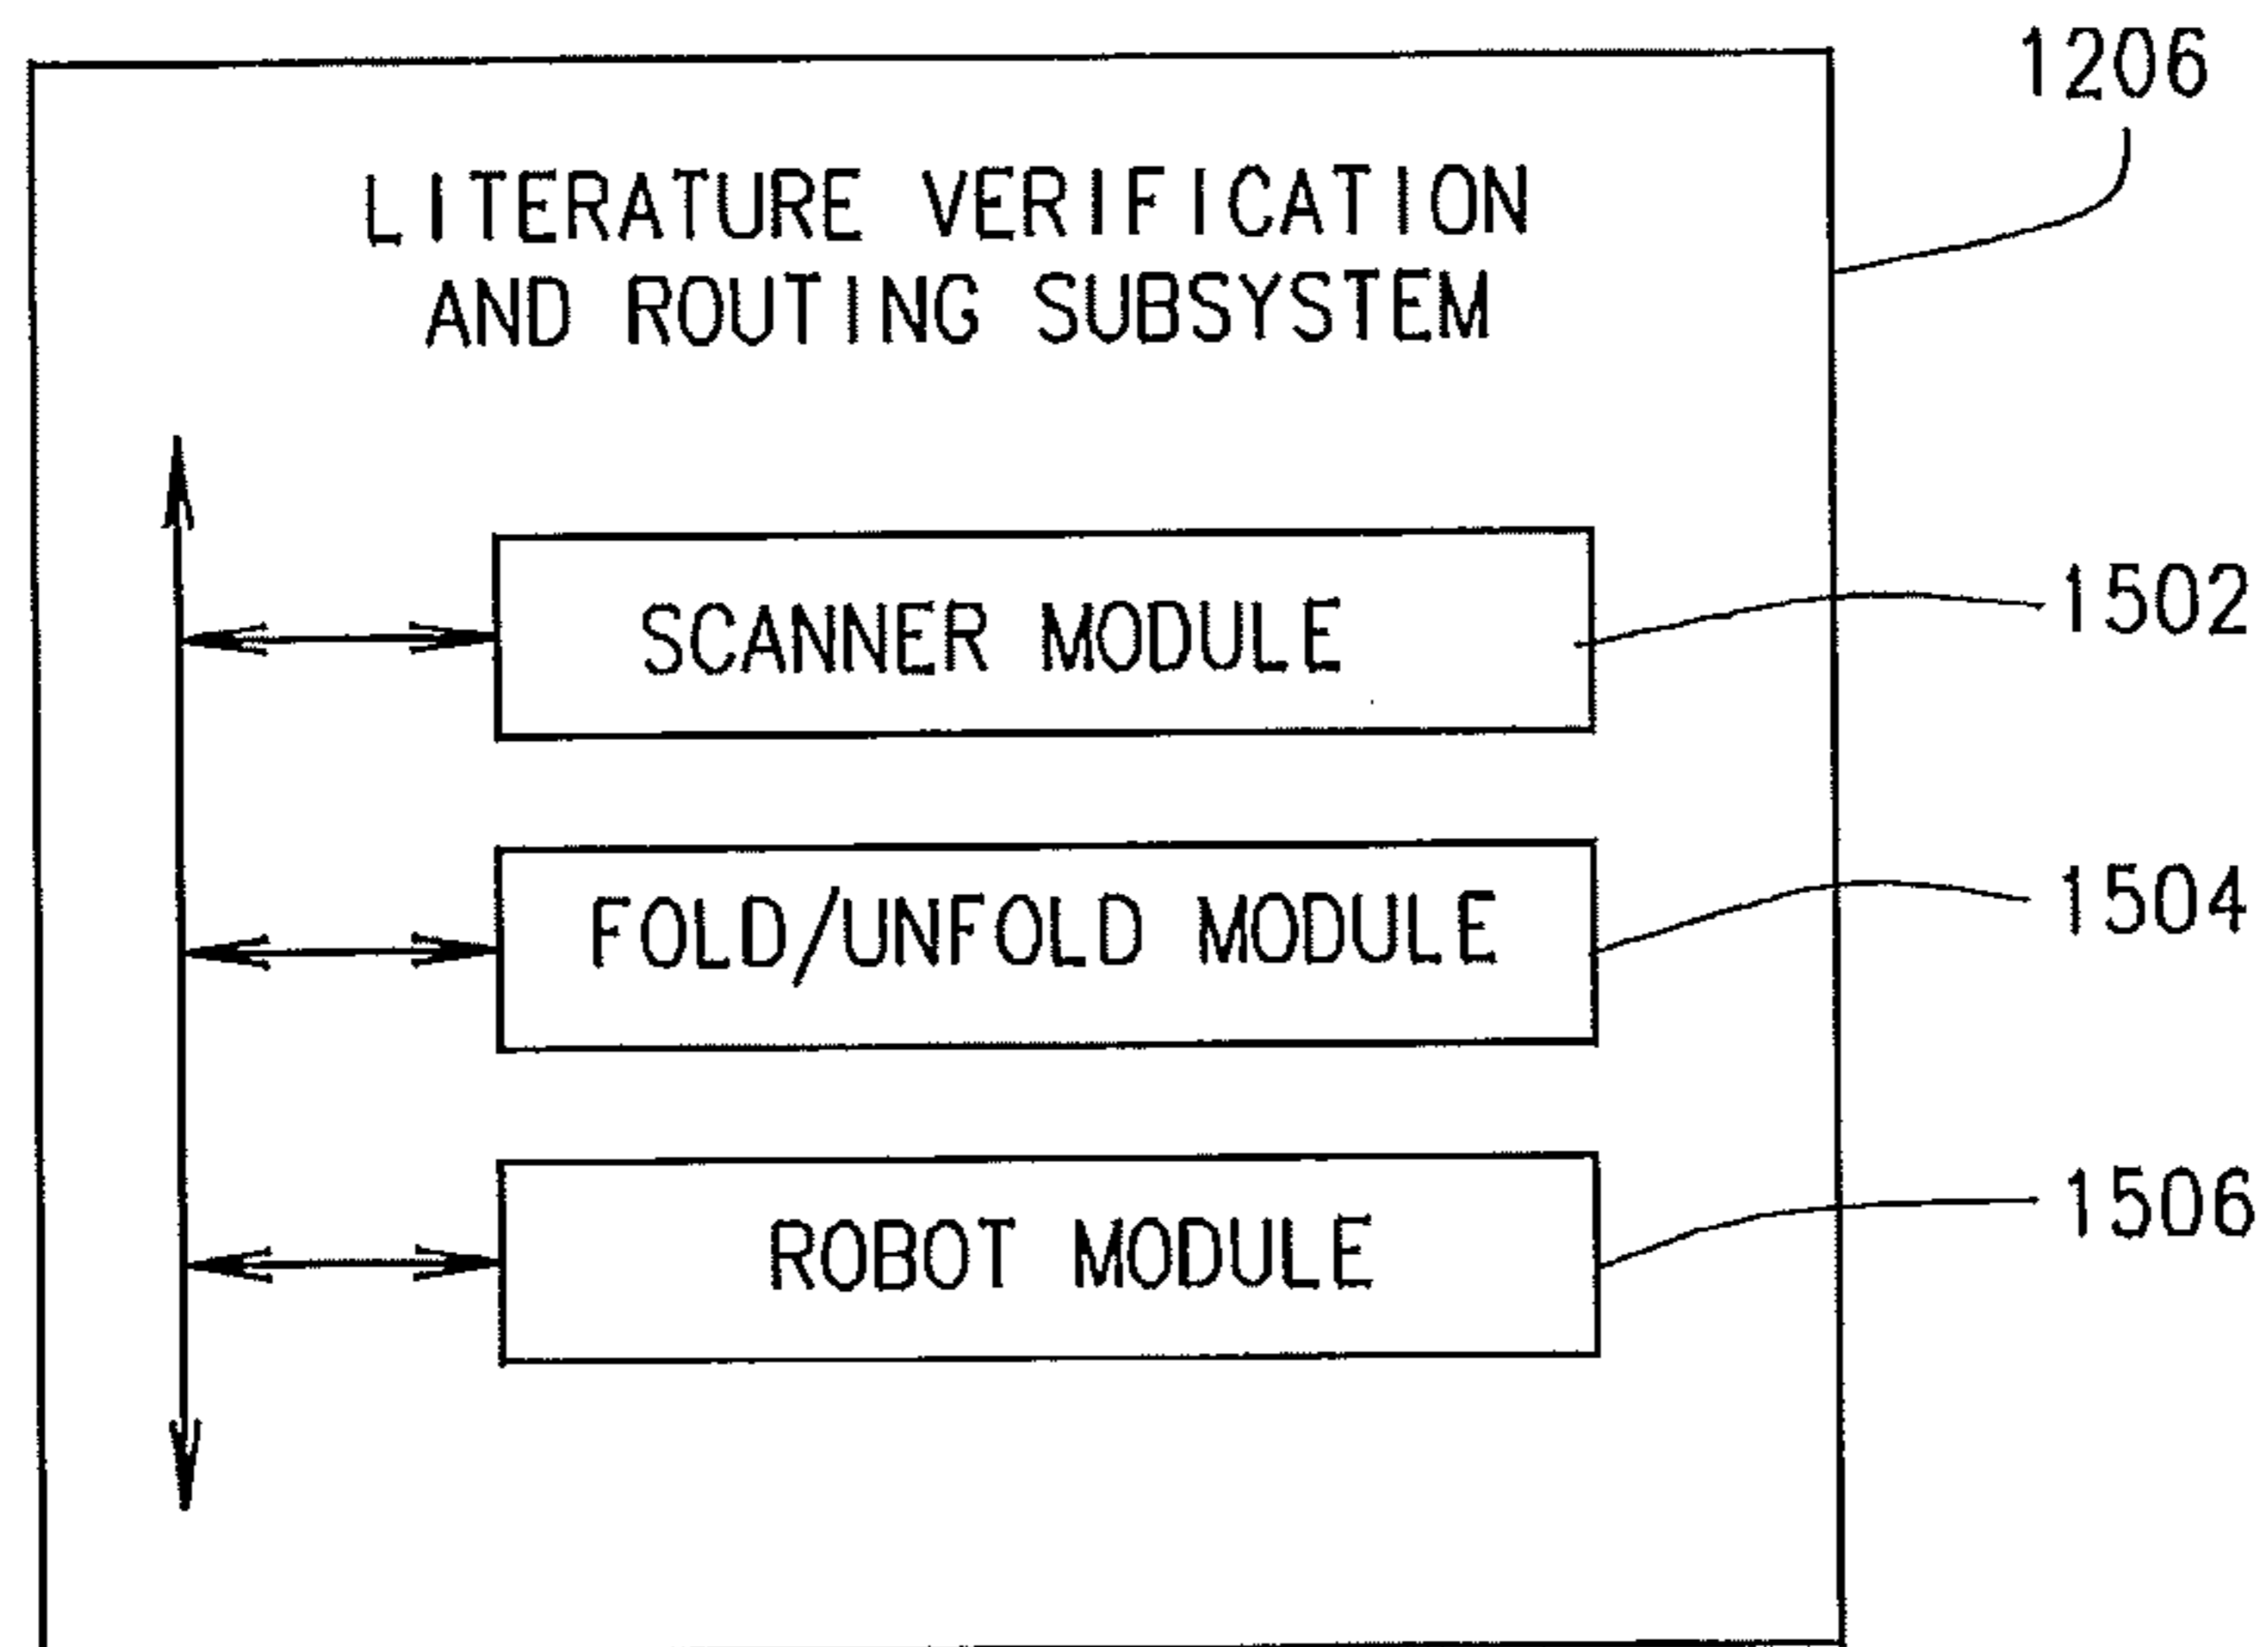 1206
LITERATURE VERIFICATION
AND ROUTING SUBSYSTEM
SCANNER MODULE
1502
FOLD/UNFOLD MODULE
1504
ROBOT MODULE
1506